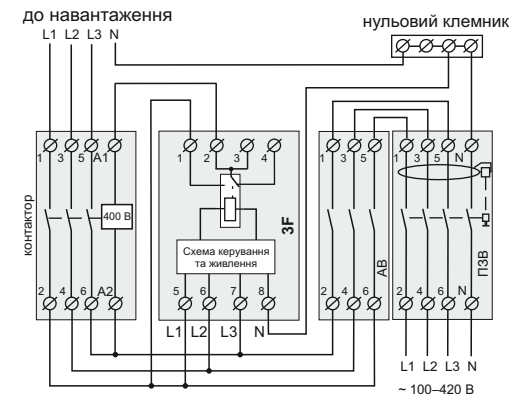 до навантаження
нульовий клемник
L1 L2 L3 N
1 3 5 A1
1 2 3 4
1 3 5
1 3 5 N
контактор
400 В
3F
Схема керування
та живлення
АВ
ПЗВ
2 4 6 A2
5 6 7 8
2 4 6
2 4 6 N
L1 L2 L3 N
L1 L2 L3 N
~ 100–420 В